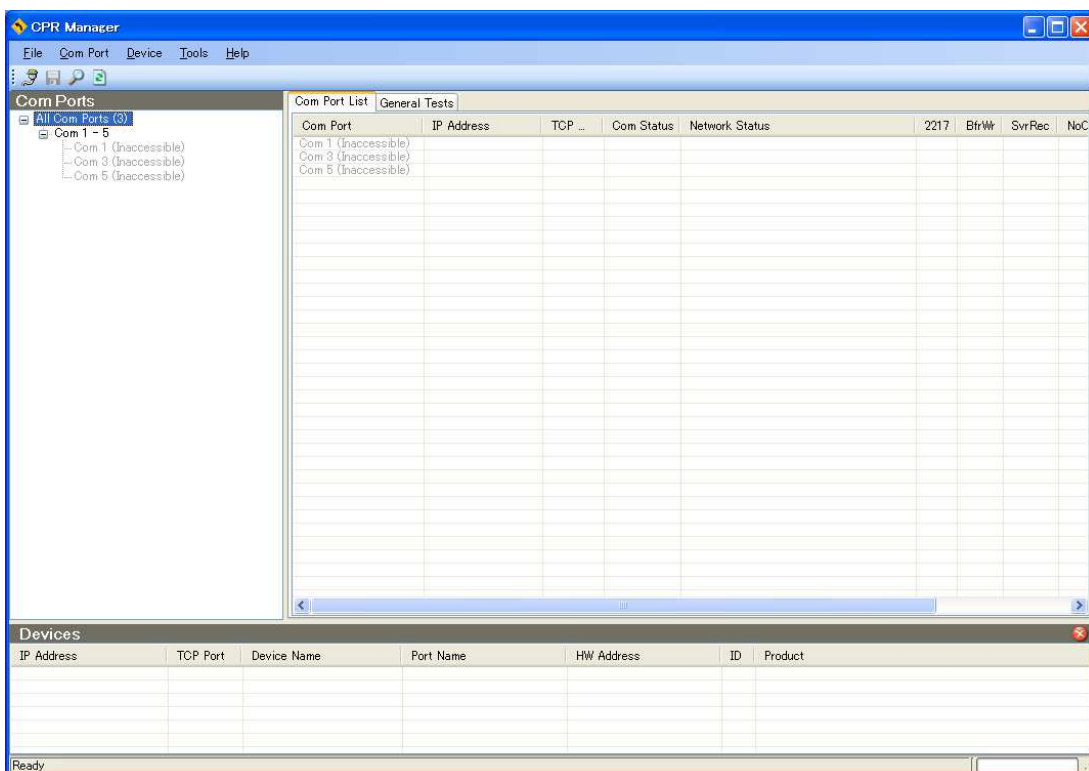 CPR Manager
File Com Port Device Tools Help
Com Ports
All Com Ports (3)
Com 1 - 5
Com 1 (Inaccessible)
Com 3 (Inaccessible)
Com 5 (Inaccessible)
Com Port List General Tests
Com Port IP Address TCP ... Com Status Network Status 2217 BfrWr SvrRec NoC
Com 1 (Inaccessible)
Com 3 (Inaccessible)
Com 5 (Inaccessible)
Devices
IP Address TCP Port Device Name Port Name HW Address ID Product
Ready